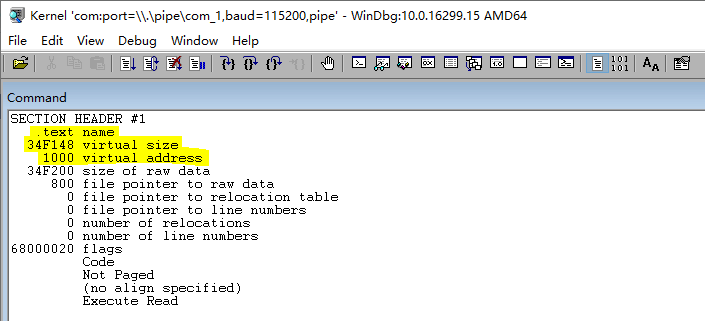 Kernel 'com:port=\\.\pipe\com_1,baud=115200,pipe' - WinDbg:10.0.16299.15 AMD64
File Edit View Debug Window Help
101
101
AA
Command
SECTION HEADER #1
.text name
34F148 virtual size
1000 virtual address
34F200 size of raw data
800 file pointer to raw data
0 file pointer to relocation table
0 file pointer to line numbers
0 number of relocations
0 number of line numbers
68000020 flags
Code
Not Paged
(no align specified)
Execute Read